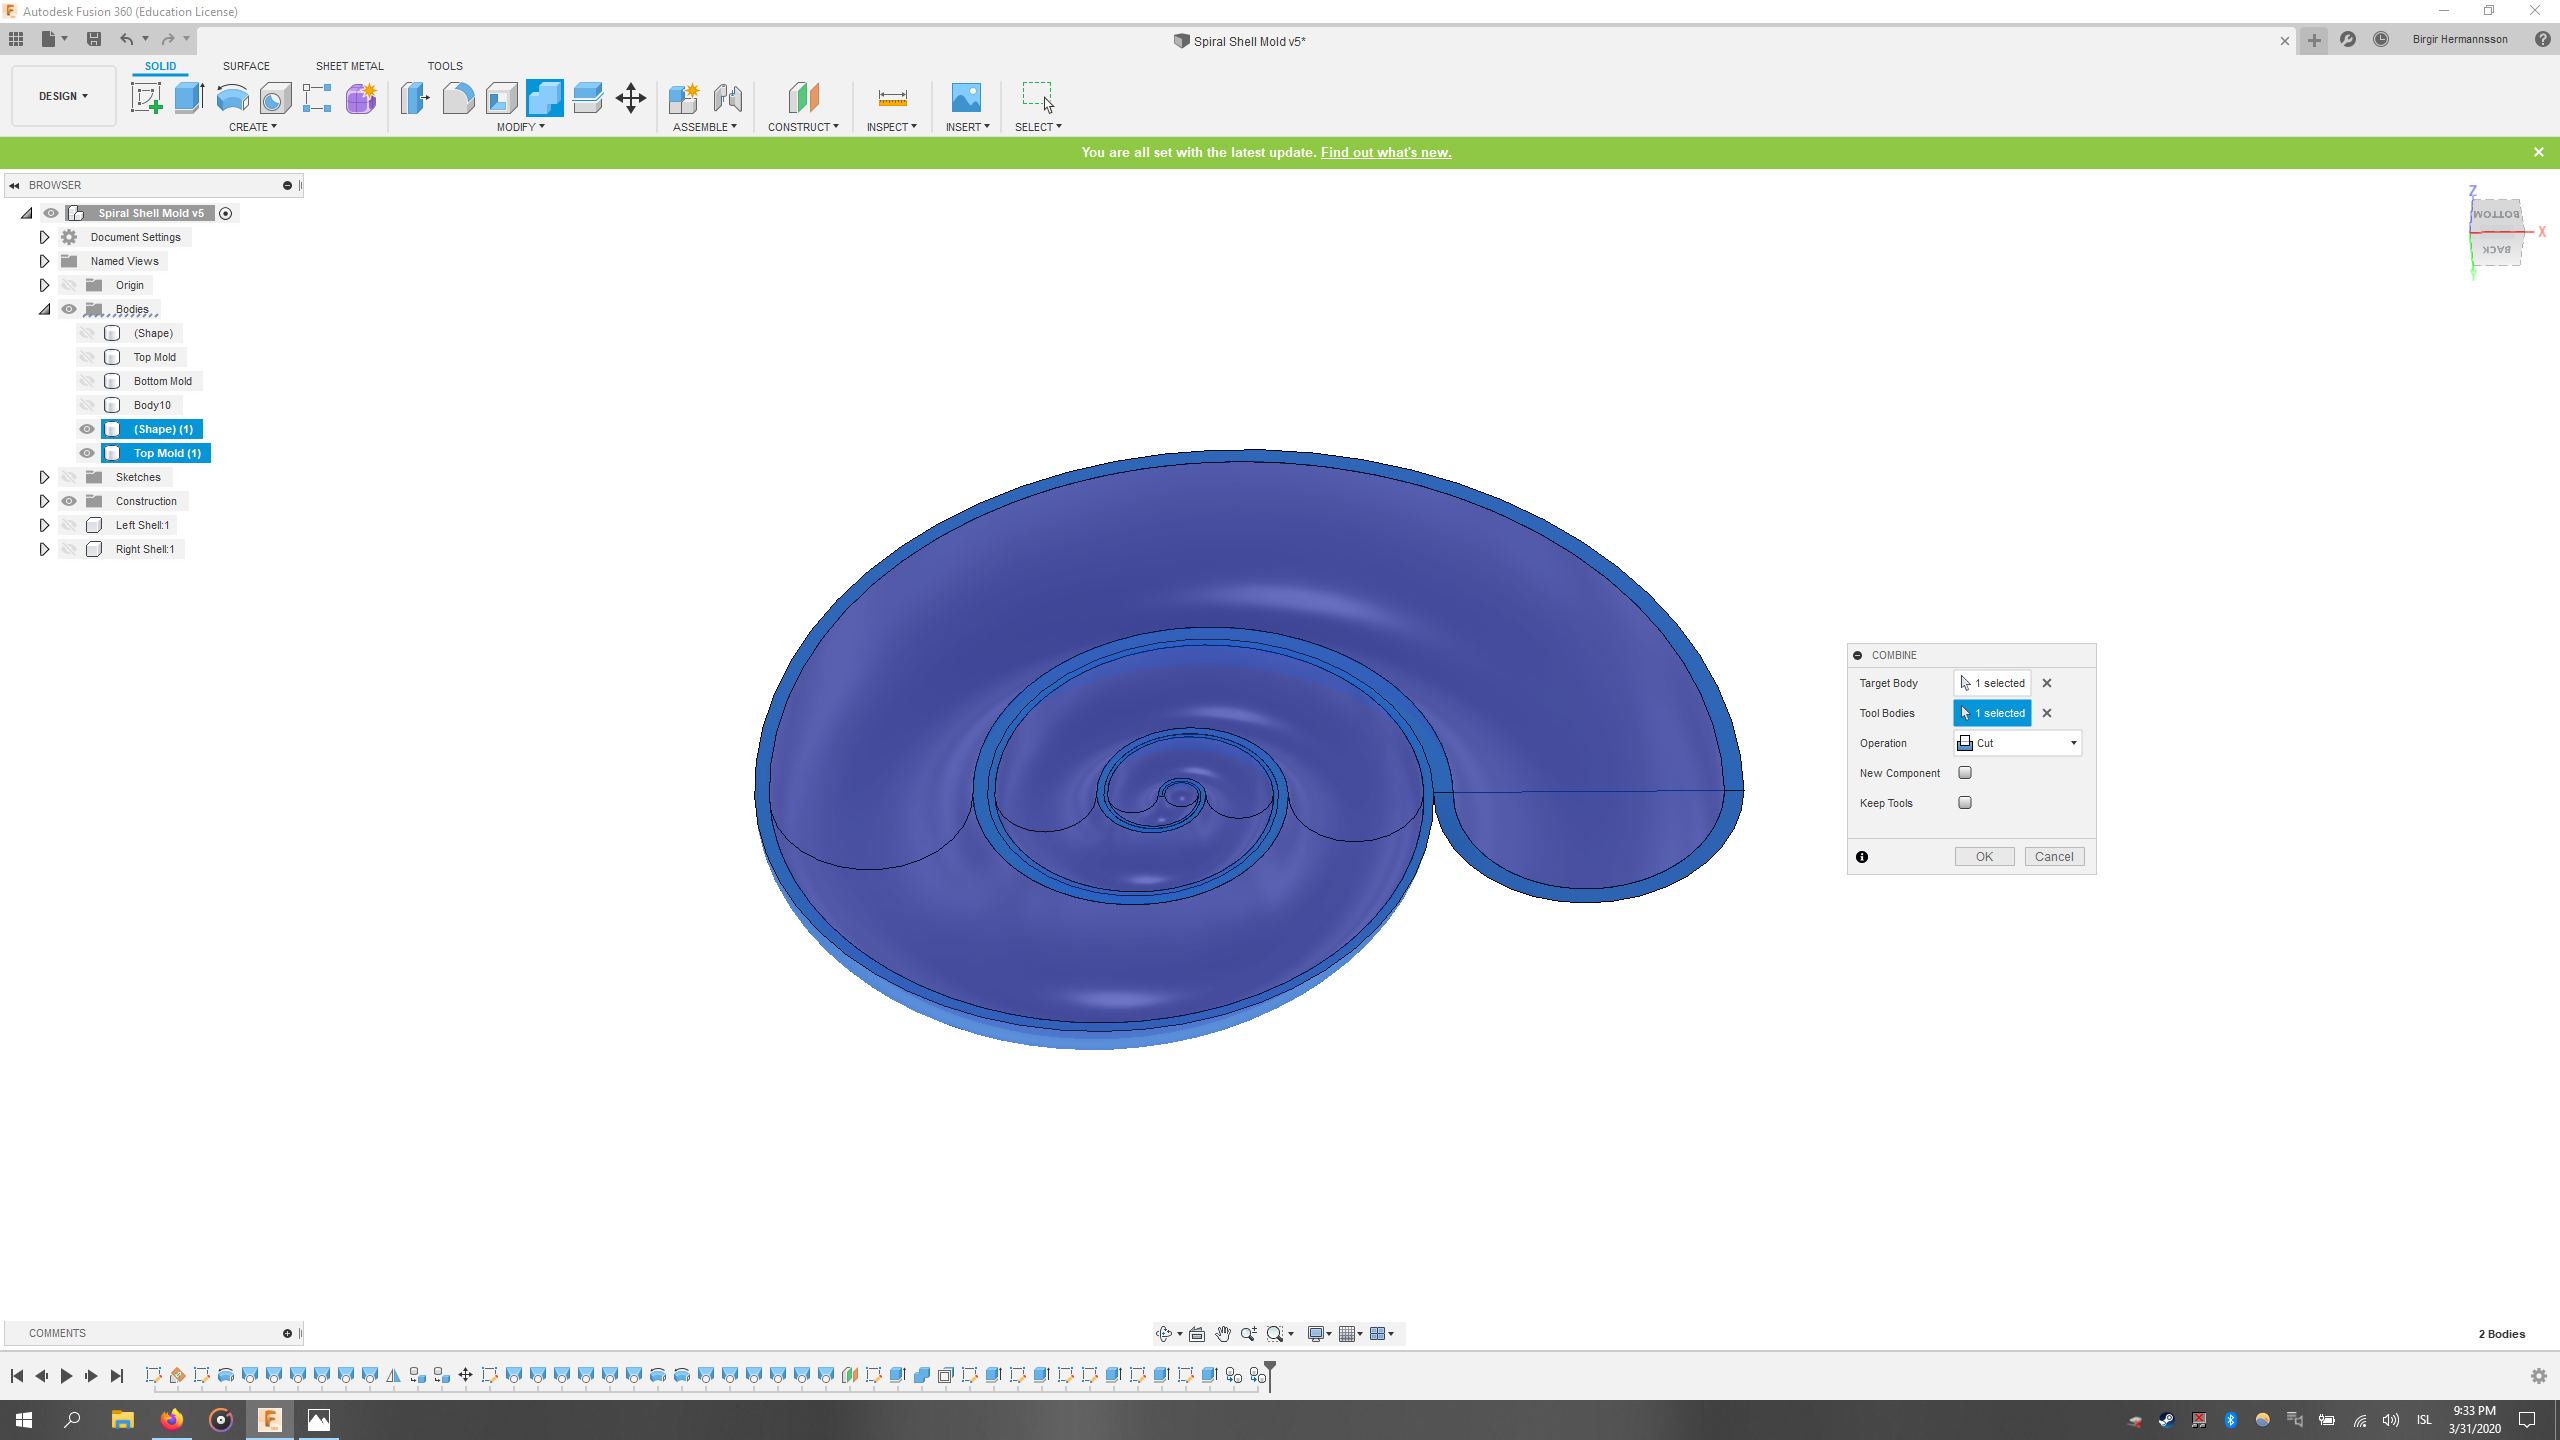 Autodesk Fusion 360 (Education License)
Spiral Shell Mold v5*
Birgir Hermannsson
DESIGN
SOLID
SURFACE
SHEET METAL
TOOLS
CREATE
MODIFY
ASSEMBLE
CONSTRUCT
INSPECT
INSERT
SELECT
You are all set with the latest update. Find out what's new.
BROWSER
Spiral Shell Mold v5
Document Settings
Named Views
Origin
Bodies
(Shape)
Top Mold
Bottom Mold
Body10
(Shape) (1)
Top Mold (1)
Sketches
Construction
Left Shell:1
Right Shell:1
Z
BOTTOM
X
BACK
Y
COMBINE
Target Body
1 selected
Tool Bodies
1 selected
Operation
Cut
New Component
Keep Tools
OK
Cancel
COMMENTS
2 Bodies
ISL
9:33 PM
3/31/2020